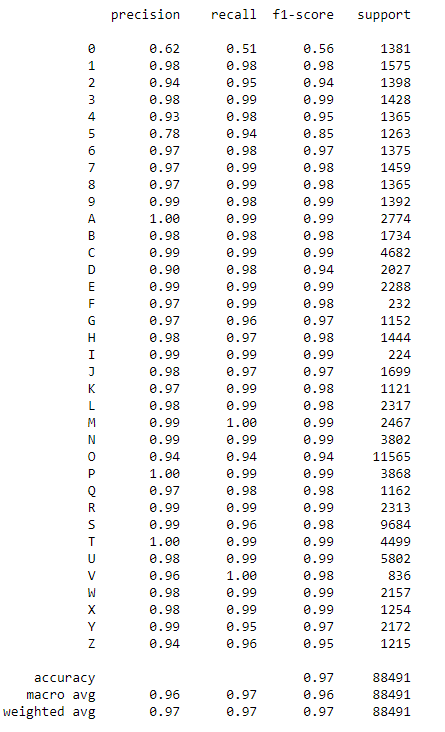 precision recall f1-score support
0 0.62 0.51 0.56 1381
1 0.98 0.98 0.98 1575
2 0.94 0.95 0.94 1398
3 0.98 0.99 0.99 1428
4 0.93 0.98 0.95 1365
5 0.78 0.94 0.85 1263
6 0.97 0.98 0.97 1375
7 0.97 0.99 0.98 1459
8 0.97 0.99 0.98 1365
9 0.99 0.98 0.99 1392
A 1.00 0.99 0.99 2774
B 0.98 0.98 0.98 1734
C 0.99 0.99 0.99 4682
D 0.90 0.98 0.94 2027
E 0.99 0.99 0.99 2288
F 0.97 0.99 0.98 232
G 0.97 0.96 0.97 1152
H 0.98 0.97 0.98 1444
I 0.99 0.99 0.99 224
J 0.98 0.97 0.97 1699
K 0.97 0.99 0.98 1121
L 0.98 0.99 0.98 2317
M 0.99 1.00 0.99 2467
N 0.99 0.99 0.99 3802
O 0.94 0.94 0.94 11565
P 1.00 0.99 0.99 3868
Q 0.97 0.98 0.98 1162
R 0.99 0.99 0.99 2313
S 0.99 0.96 0.98 9684
T 1.00 0.99 0.99 4499
U 0.98 0.99 0.99 5802
V 0.96 1.00 0.98 836
W 0.98 0.99 0.99 2157
X 0.98 0.99 0.99 1254
Y 0.99 0.95 0.97 2172
Z 0.94 0.96 0.95 1215
accuracy 0.97 88491
macro avg 0.96 0.97 0.96 88491
weighted avg 0.97 0.97 0.97 88491